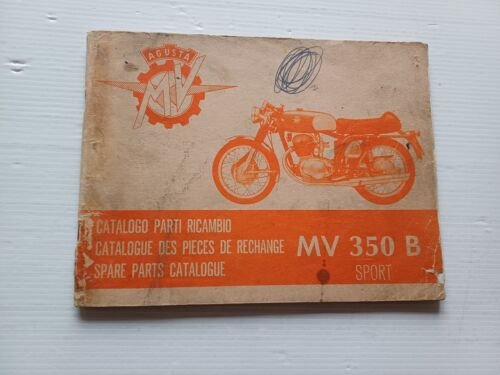 AGUSTA
MV
CATALOGO PARTI RICAMBIO
CATALOGUE DES PIECES DE RECHANGE
SPARE PARTS CATALOGUE
MV 350 B
SPORT